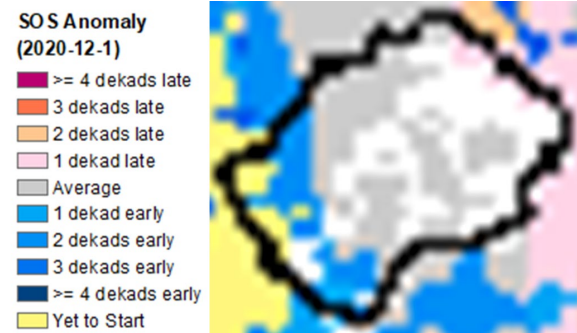 SOS Anomaly
(2020-12-1)
>= 4 dekads late
3 dekads late
2 dekads late
1 dekad late
Average
1 dekad early
2 dekads early
3 dekads early
>= 4 dekads early
Yet to Start